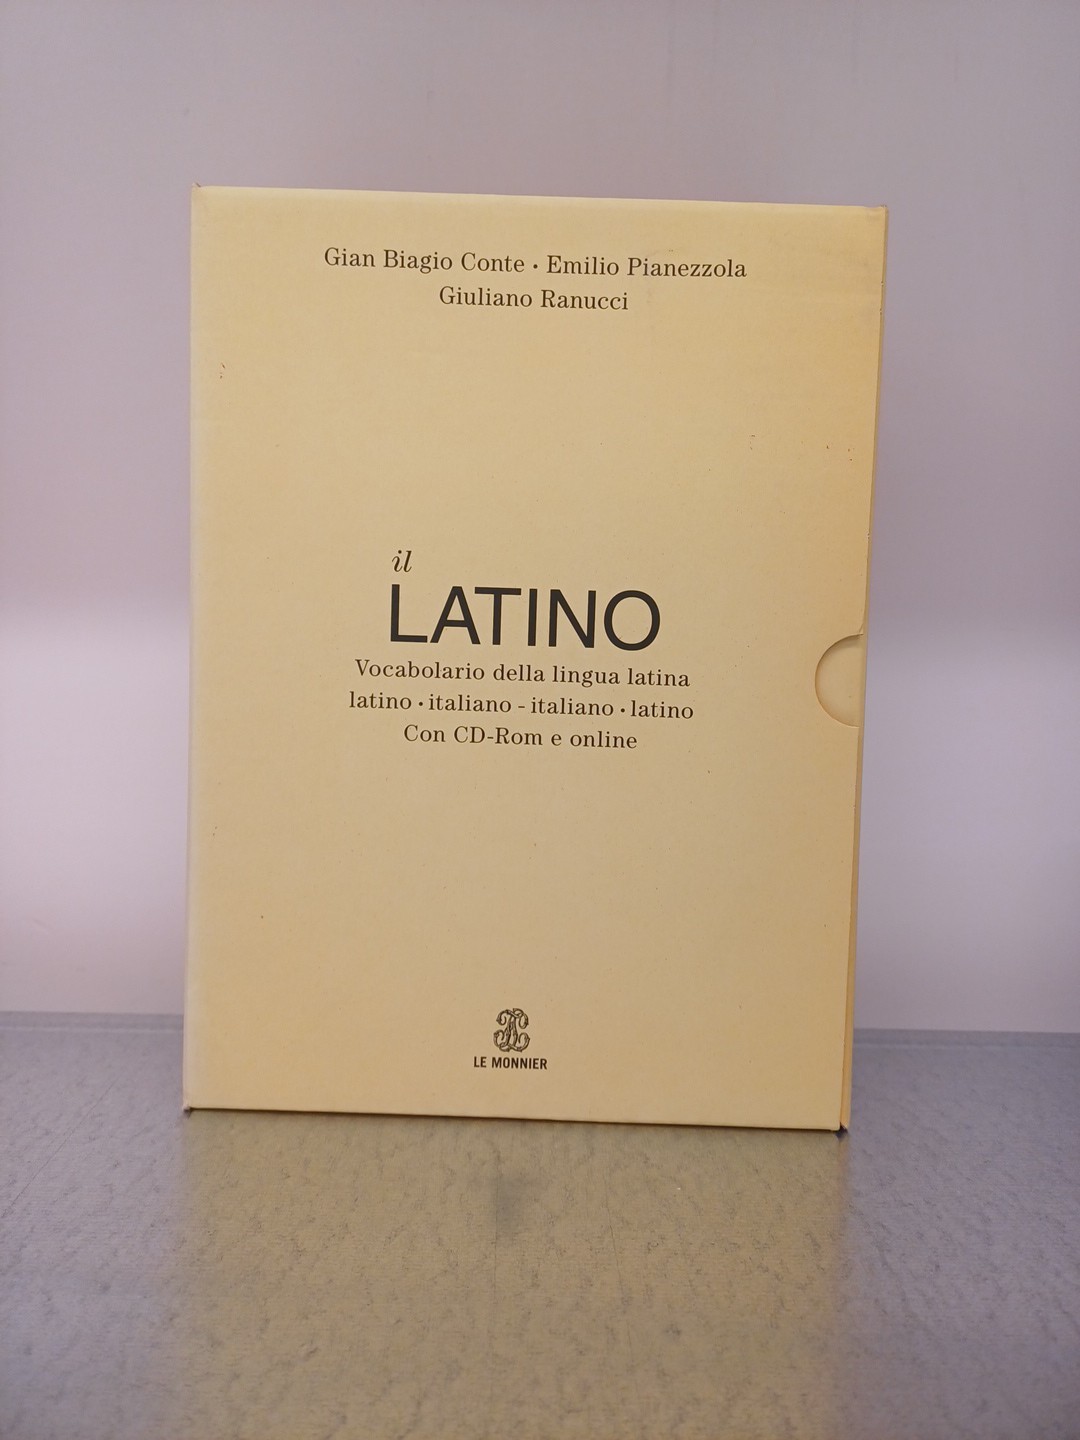 Gian Biagio Conte • Emilio Pianezzola
Giuliano Ranucci
il
LATINO
Vocabolario della lingua latina
latino • italiano - italiano • latino
Con CD-Rom e online
LE MONNIER